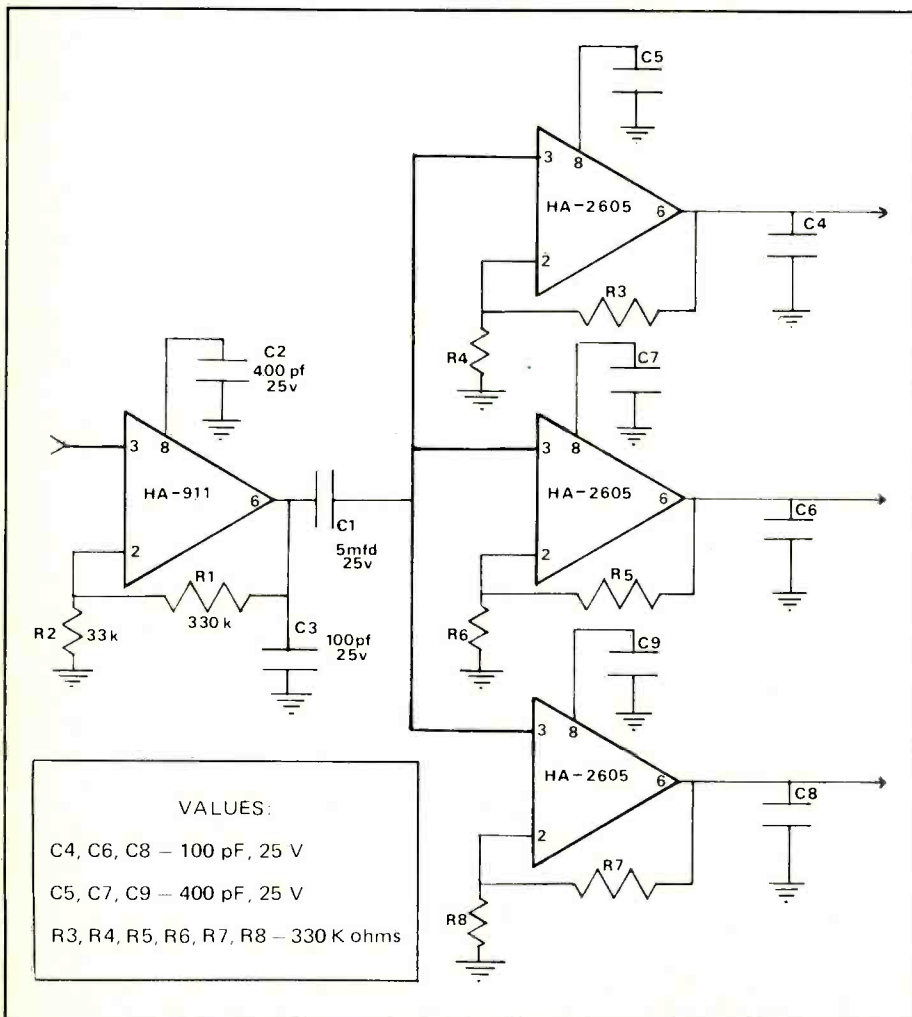 C5
3
8
HA-2605
6
2
C4
R3
R4
C2
400 pf
25v
3
8
HA-911
6
2
C1
5mfd
25v
R1
330 k
R2
33k
C3
100pf
25v
C7
3
8
HA-2605
6
2
C6
R5
R6
C9
3
8
HA-2605
6
2
C8
R7
R8
VALUES:
C4, C6, C8 – 100 pF, 25 V
C5, C7, C9 – 400 pF, 25 V
R3, R4, R5, R6, R7, R8 – 330 K ohms